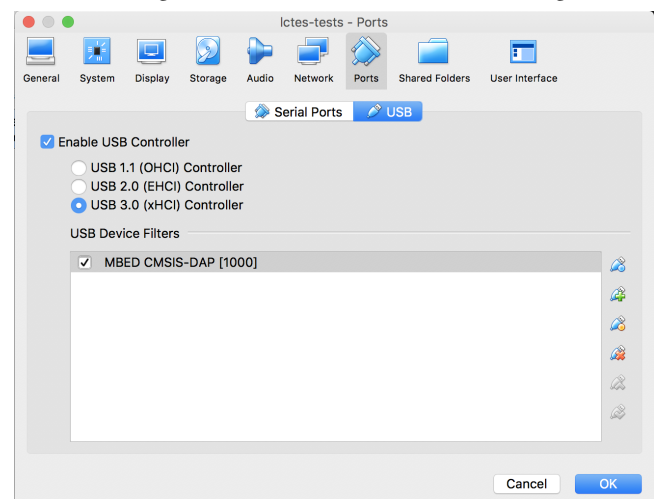 lctes-tests - Ports
General System Display Storage Audio Network Ports Shared Folders User Interface
Serial Ports USB
Enable USB Controller
USB 1.1 (OHCI) Controller
USB 2.0 (EHCI) Controller
USB 3.0 (xHCI) Controller
USB Device Filters
MBED CMSIS-DAP [1000]
Cancel OK